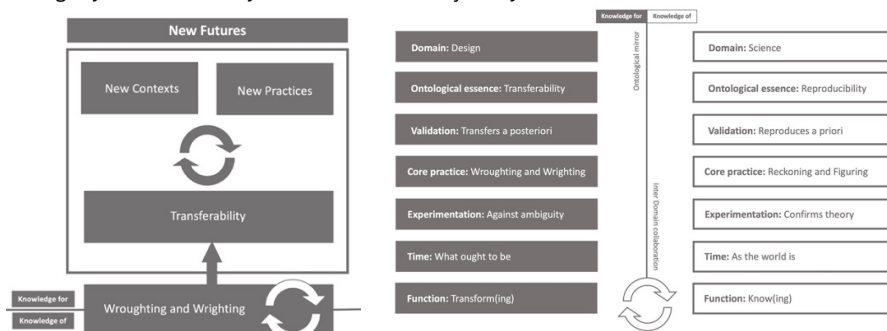 New Futures
New Contexts
New Practices
Transferability
Wroughting and Wrighting
Knowledge for
Knowledge of
Knowledge for
Knowledge of
Ontological mirror
Inter Domain collaboration
Domain: Design
Ontological essence: Transferability
Validation: Transfers a posteriori
Core practice: Wroughting and Wrighting
Experimentation: Against ambiguity
Time: What ought to be
Function: Transform(ing)
Domain: Science
Ontological essence: Reproducibility
Validation: Reproduces a priori
Core practice: Reckoning and Figuring
Experimentation: Confirms theory
Time: As the world is
Function: Know(ing)